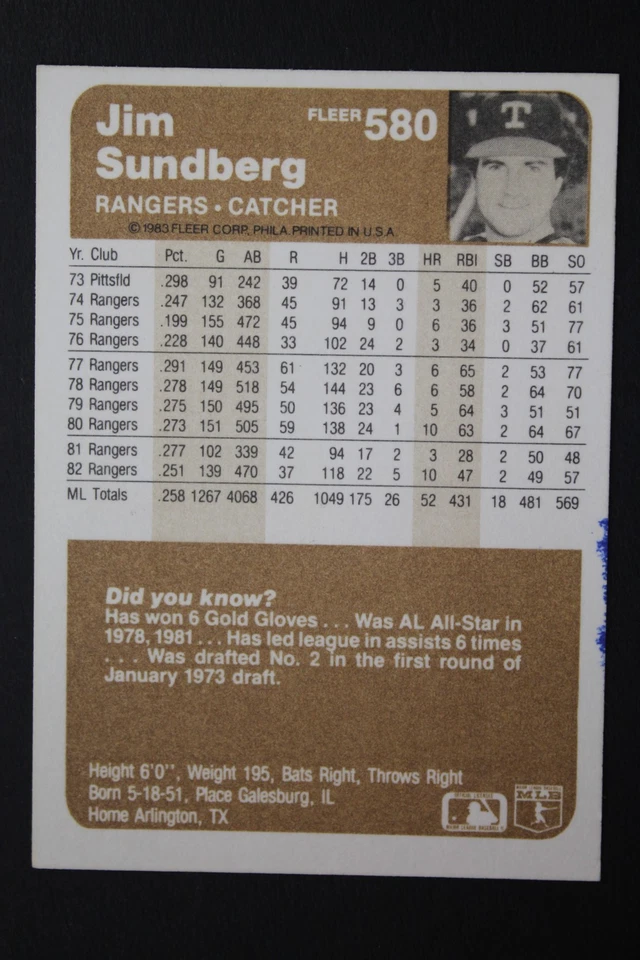 Jim
Sundberg
FLEER 580
T
RANGERS • CATCHER
© 1983 FLEER CORP. PHILA. PRINTED IN U.S.A.
Yr. Club Pct. G AB R H 2B 3B HR RBI SB BB SO
73 Pittsfld .298 91 242 39 72 14 0 5 40 0 52 57
74 Rangers .247 132 368 45 91 13 3 3 36 2 62 61
75 Rangers .199 155 472 45 94 9 0 6 36 3 51 77
76 Rangers .228 140 448 33 102 24 2 3 34 0 37 61
77 Rangers .291 149 453 61 132 20 3 6 65 2 53 77
78 Rangers .278 149 518 54 144 23 6 6 58 2 64 70
79 Rangers .275 150 495 50 136 23 4 5 64 3 51 51
80 Rangers .273 151 505 59 138 24 1 10 63 2 64 67
81 Rangers .277 102 339 42 94 17 2 3 28 2 50 48
82 Rangers .251 139 470 37 118 22 5 10 47 2 49 57
ML Totals .258 1267 4068 426 1049 175 26 52 431 18 481 569
Did you know?
Has won 6 Gold Gloves . . . Was AL All-Star in
1978, 1981 . . . Has led league in assists 6 times
. . . Was drafted No. 2 in the first round of
January 1973 draft.
Height 6'0'', Weight 195, Bats Right, Throws Right
Born 5-18-51, Place Galesburg, IL
Home Arlington, TX
MLB